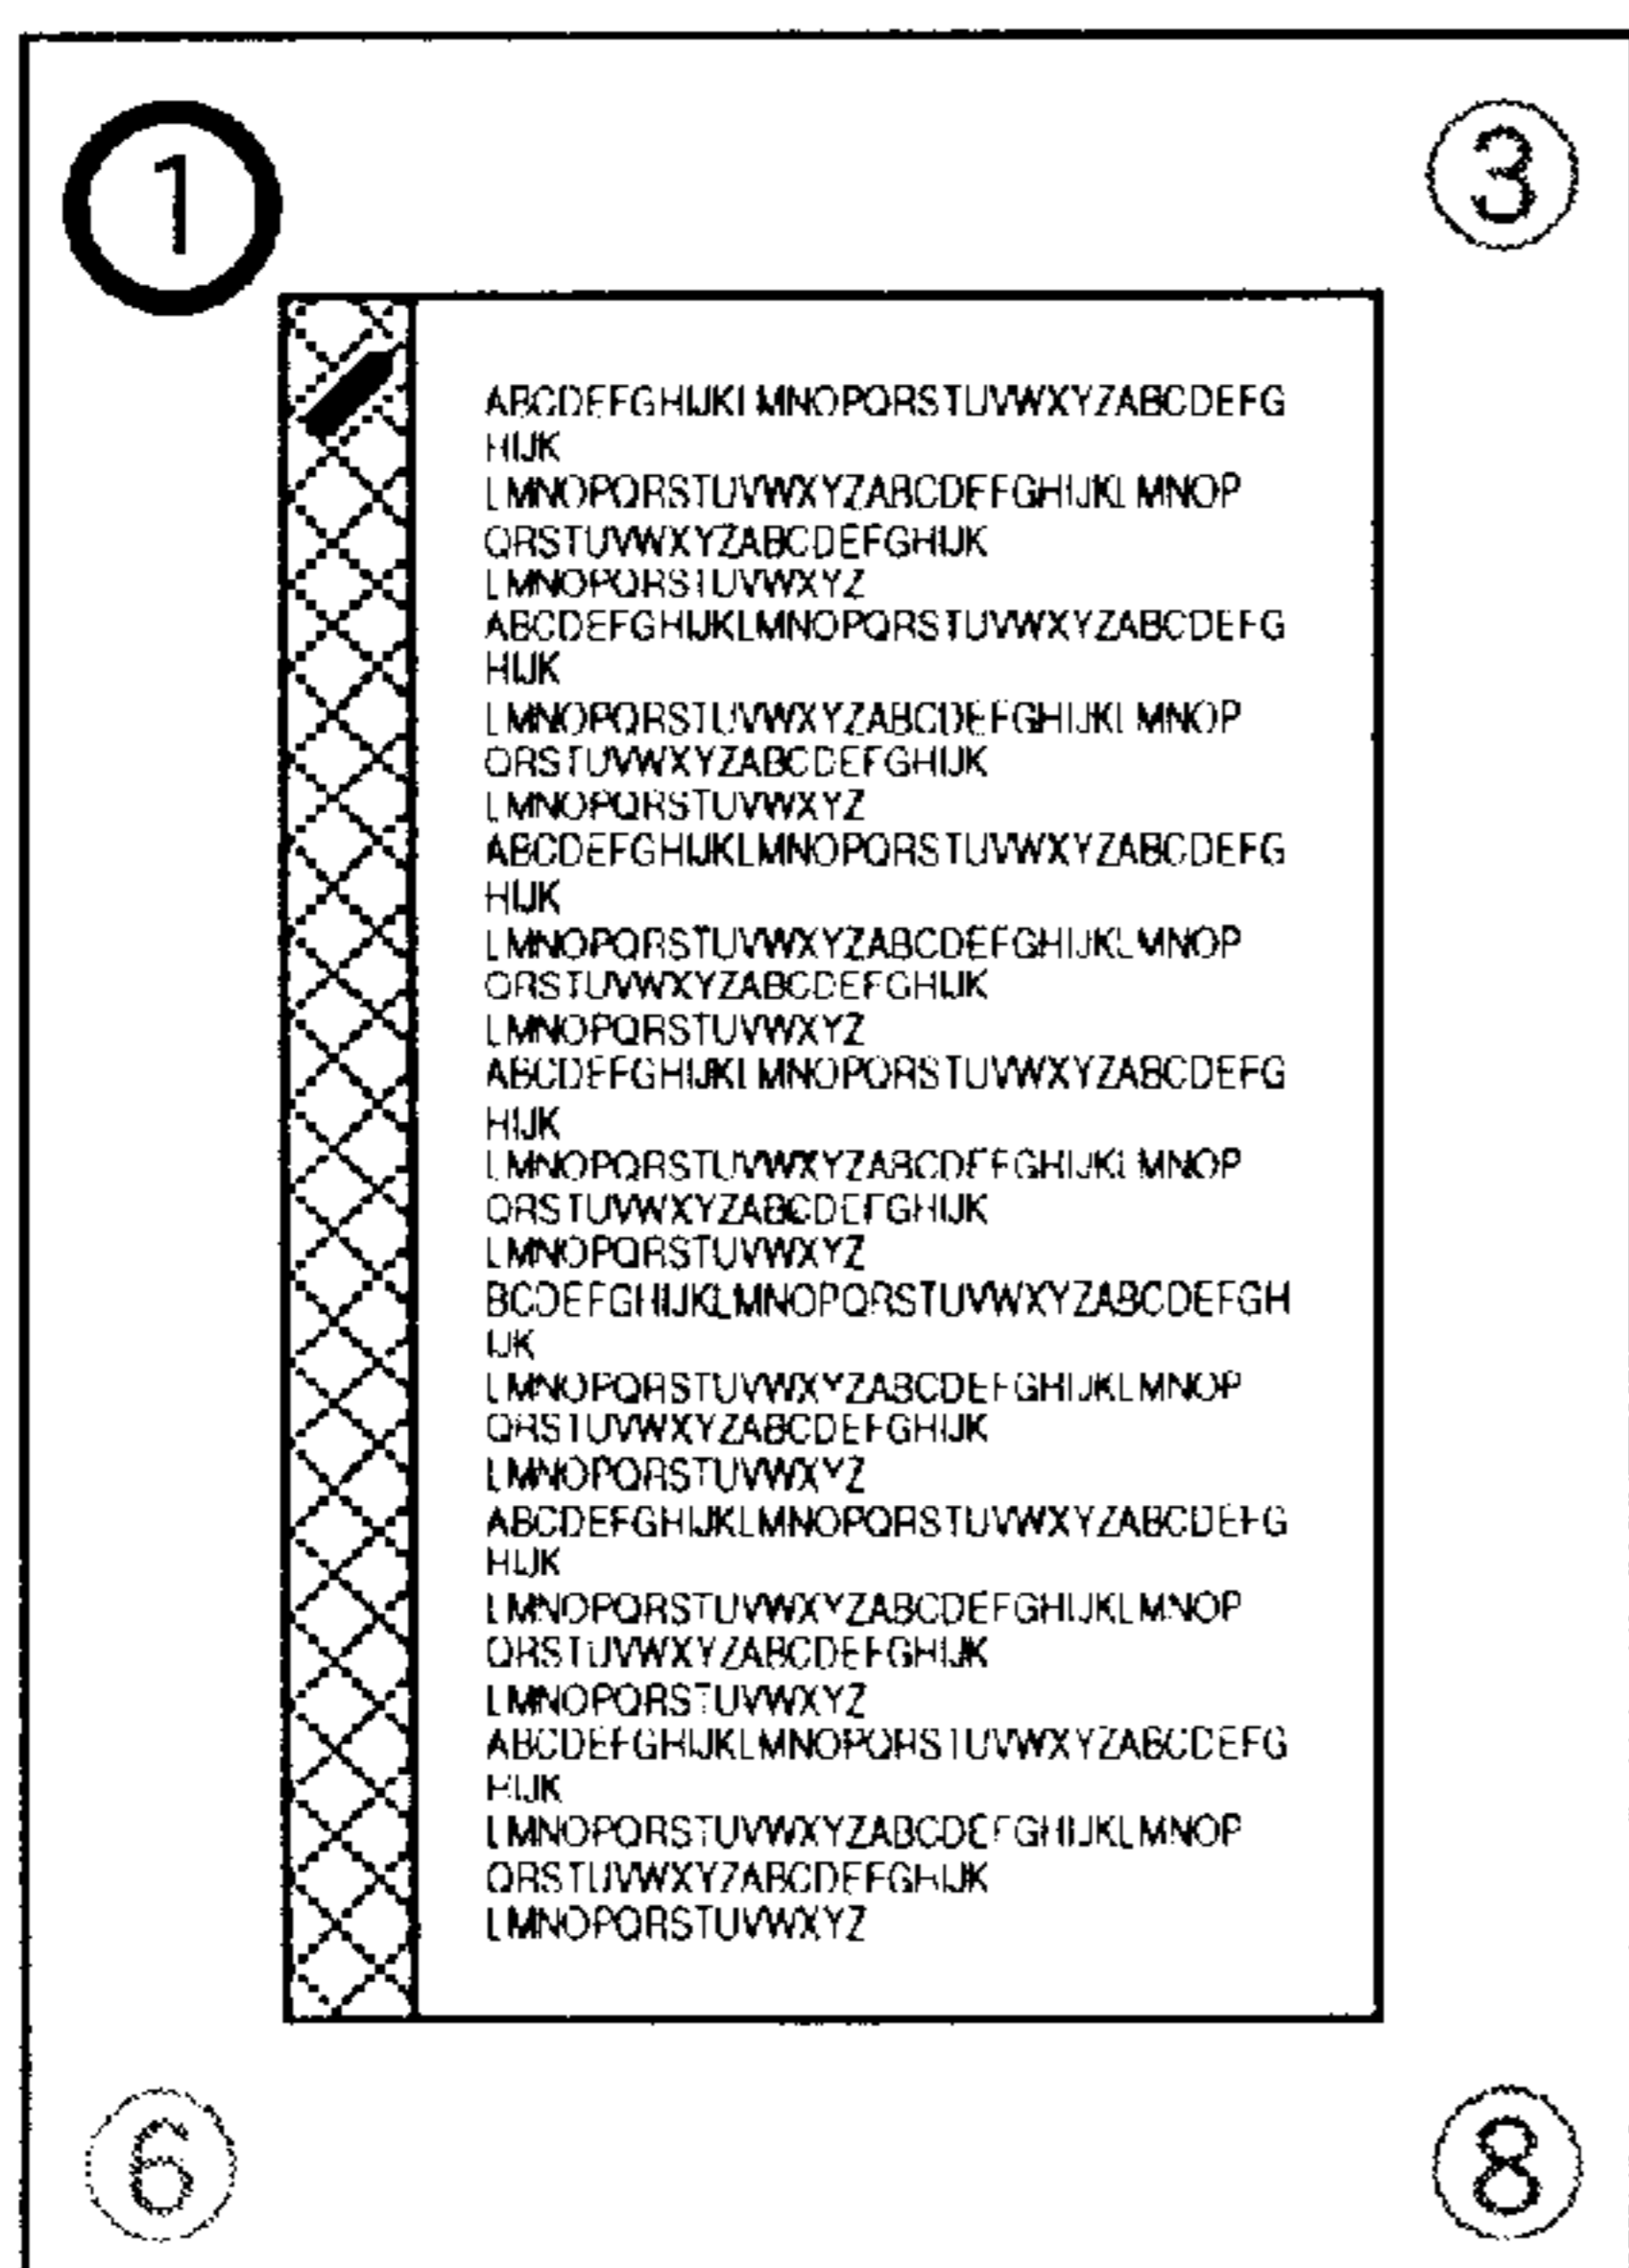 1
3
ABCDEFGHIJKLMNOPQRSTUVWXYZABCDEFG
HIJK
LMNOPQRSTUVWXYZABCDEFGHIJKLMNOP
QRSTUVWXYZABCDEFGHIJK
LMNOPQRSTUVWXYZ
ABCDEFGHIJKLMNOPQRSTUVWXYZABCDEFG
HIJK
LMNOPQRSTUVWXYZABCDEFGHIJKLMNOP
QRSTUVWXYZABCDEFGHIJK
LMNOPQRSTUVWXYZ
ABCDEFGHIJKLMNOPQRSTUVWXYZABCDEFG
HIJK
LMNOPQRSTUVWXYZABCDEFGHIJKLMNOP
QRSTUVWXYZABCDEFGHIJK
LMNOPQRSTUVWXYZ
ABCDEFGHIJKLMNOPQRSTUVWXYZABCDEFG
HIJK
LMNOPQRSTUVWXYZABCDEFGHIJKLMNOP
QRSTUVWXYZABCDEFGHIJK
LMNOPQRSTUVWXYZ
BCDEFGHIJKLMNOPQRSTUVWXYZABCDEFGH
IJK
LMNOPQRSTUVWXYZABCDEFGHIJKLMNOP
QRSTUVWXYZABCDEFGHIJK
LMNOPQRSTUVWXYZ
ABCDEFGHIJKLMNOPQRSTUVWXYZABCDEFG
HIJK
LMNOPQRSTUVWXYZABCDEFGHIJKLMNOP
QRSTUVWXYZABCDEFGHIJK
LMNOPQRSTUVWXYZ
ABCDEFGHIJKLMNOPQRSTUVWXYZABCDEFG
HIJK
LMNOPQRSTUVWXYZABCDEFGHIJKLMNOP
QRSTUVWXYZABCDEFGHIJK
LMNOPQRSTUVWXYZ
6
8